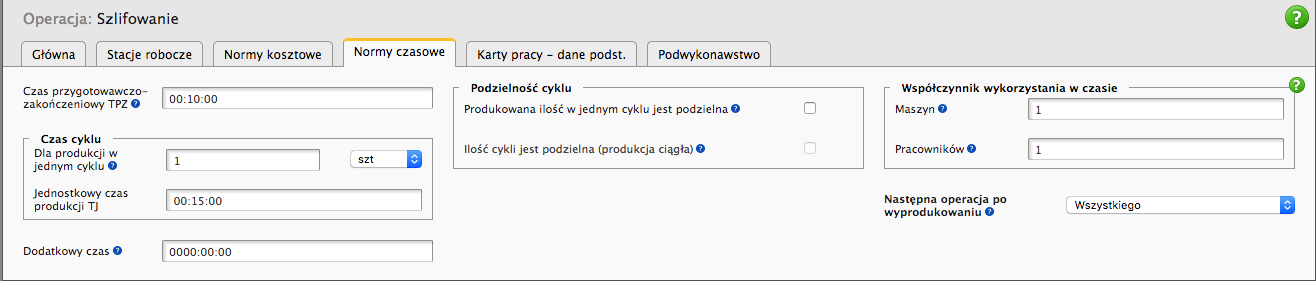 Operacja: Szlifowanie
?
Główna
Stacje robocze
Normy kosztowe
Normy czasowe
Karty pracy – dane podst.
Podwykonawstwo
Czas przygotowawczo-
zakończeniowy TPZ ?
00:10:00
Czas cyklu
Dla produkcji w
jednym cyklu ?
1
szt
Jednostkowy czas
produkcji TJ
00:15:00
Dodatkowy czas ?
0000:00:00
Podzielność cyklu
Produkowana ilość w jednym cyklu jest podzielna ?
Ilość cykli jest podzielna (produkcja ciągła) ?
Współczynnik wykorzystania w czasie
?
Maszyn ?
1
Pracowników ?
1
Następna operacja po
wyprodukowaniu ?
Wszystkiego